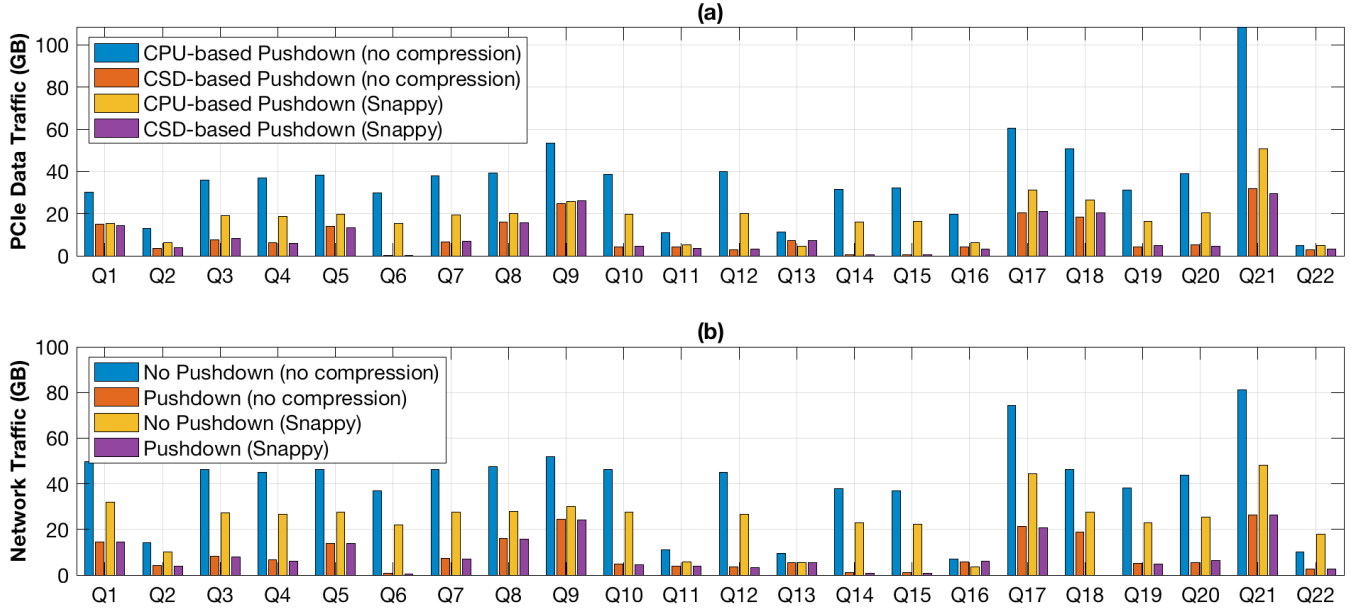 (a)
PCIe Data Traffic (GB)
100
80
60
40
20
0
CPU-based Pushdown (no compression)
CSD-based Pushdown (no compression)
CPU-based Pushdown (Snappy)
CSD-based Pushdown (Snappy)
Q1 Q2 Q3 Q4 Q5 Q6 Q7 Q8 Q9 Q10 Q11 Q12 Q13 Q14 Q15 Q16 Q17 Q18 Q19 Q20 Q21 Q22
(b)
Network Traffic (GB)
100
80
60
40
20
0
No Pushdown (no compression)
Pushdown (no compression)
No Pushdown (Snappy)
Pushdown (Snappy)
Q1 Q2 Q3 Q4 Q5 Q6 Q7 Q8 Q9 Q10 Q11 Q12 Q13 Q14 Q15 Q16 Q17 Q18 Q19 Q20 Q21 Q22